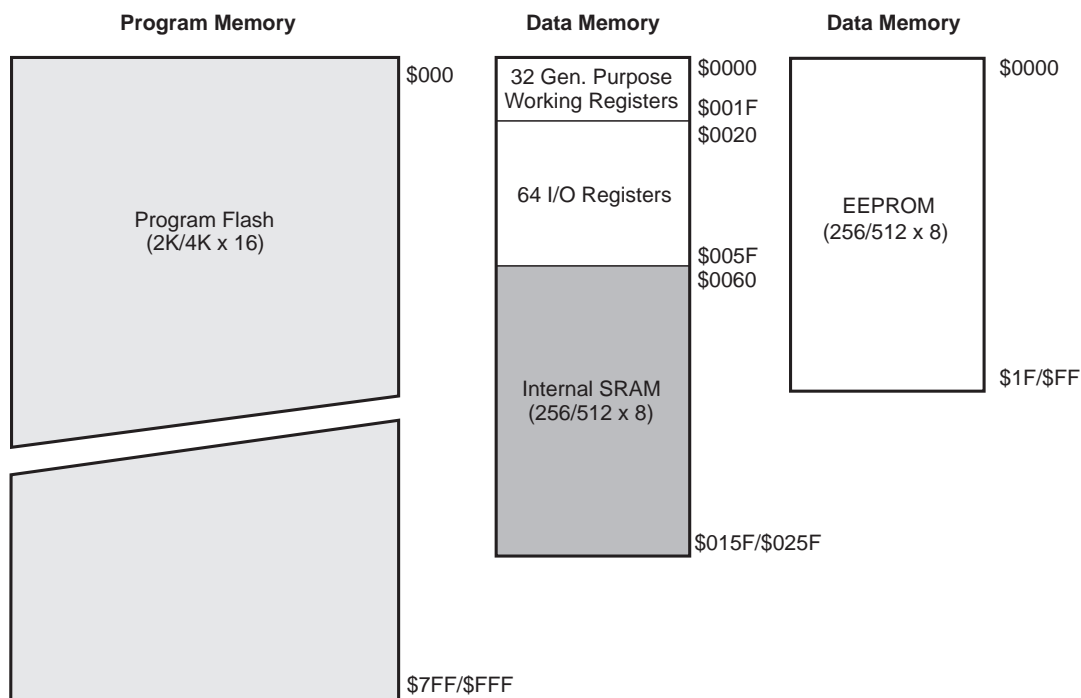 Program Memory
$000
Program Flash
(2K/4K x 16)
$7FF/$FFF
Data Memory
32 Gen. Purpose
Working Registers
$0000
$001F
$0020
64 I/O Registers
$005F
$0060
Internal SRAM
(256/512 x 8)
$015F/$025F
Data Memory
$0000
EEPROM
(256/512 x 8)
$1F/$FF